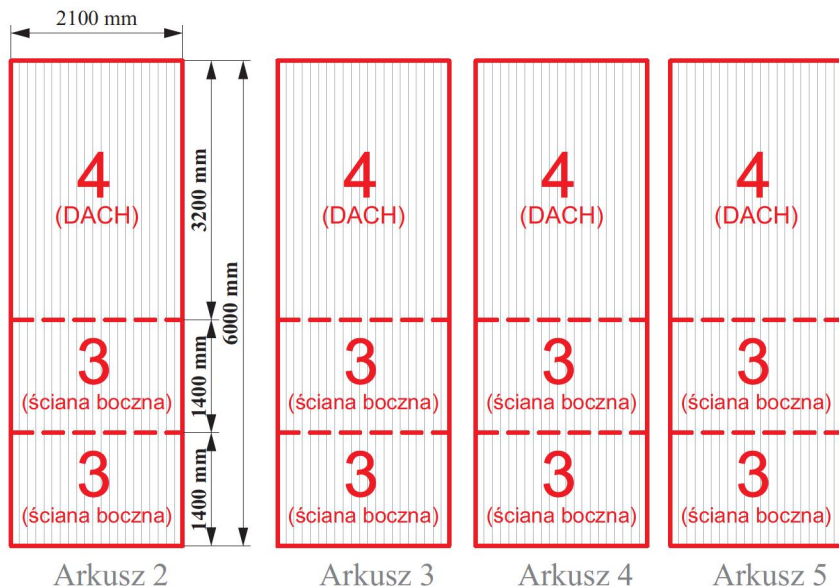 2100 mm
4
(DACH)
3200 mm
6000 mm
3
(ściana boczna)
1400 mm
3
(ściana boczna)
1400 mm
Arkusz 2
4
(DACH)
3
(ściana boczna)
3
(ściana boczna)
Arkusz 3
4
(DACH)
3
(ściana boczna)
3
(ściana boczna)
Arkusz 4
4
(DACH)
3
(ściana boczna)
3
(ściana boczna)
Arkusz 5